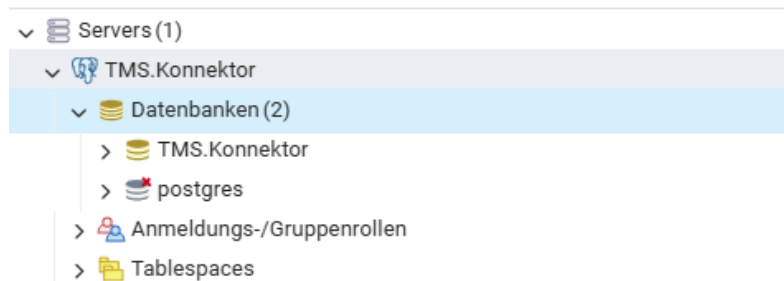 Servers (1)
TMS.Konnektor
Datenbanken (2)
TMS.Konnektor
postgres
Anmeldungs-/Gruppenrollen
Tablespaces